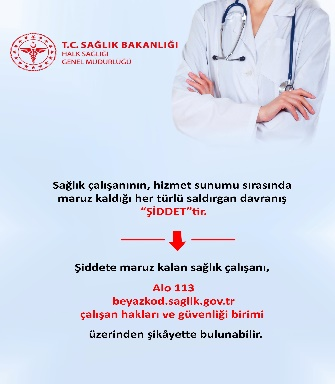 T.C. SAĞLIK BAKANLIĞI
HALK SAĞLIĞI
GENEL MÜDÜRLÜĞÜ
Sağlık çalışanının, hizmet sunumu sırasında
maruz kaldığı her türlü saldırgan davranış
“ŞİDDET”tir.
Şiddete maruz kalan sağlık çalışanı,
Alo 113
beyazkod.saglik.gov.tr
çalışan hakları ve güvenliği birimi
üzerinden şikâyette bulunabilir.